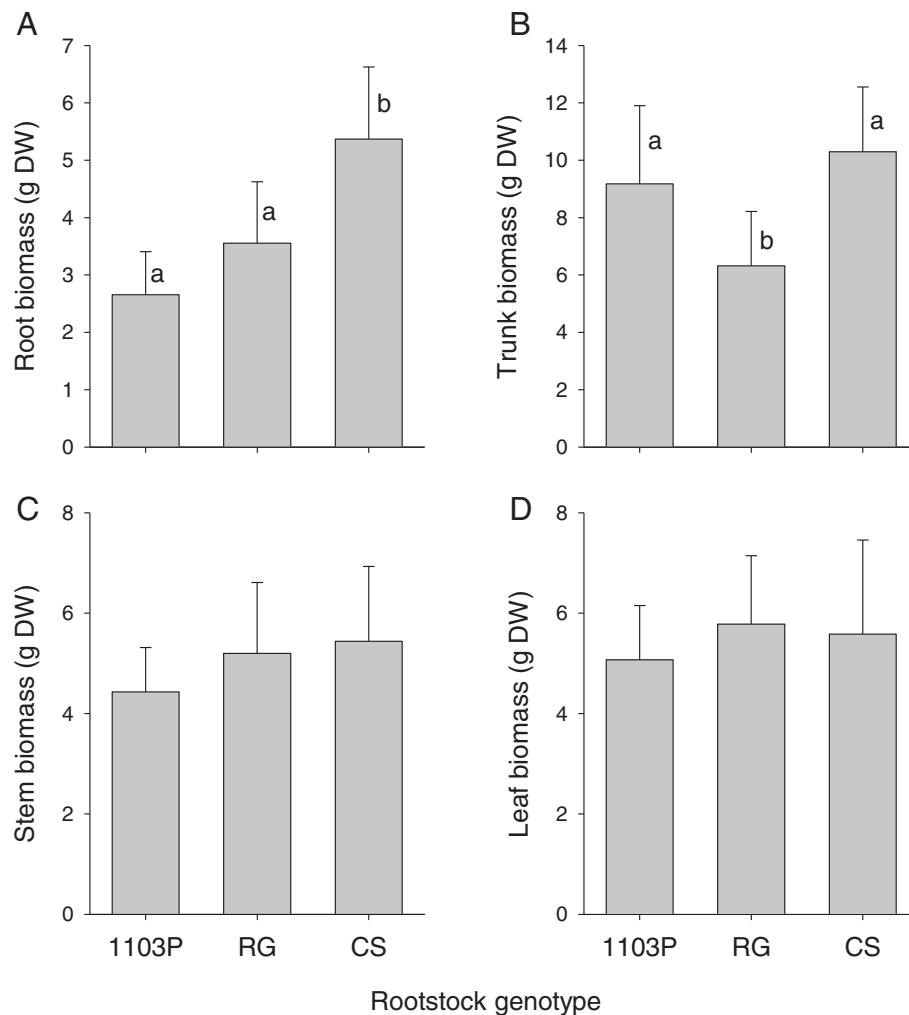 A
Root biomass (g DW)
7
6
5
4
3
2
1
0
a
a
b
B
Trunk biomass (g DW)
14
12
10
8
6
4
2
0
a
b
a
C
Stem biomass (g DW)
8
6
4
2
0
1103P RG CS
D
Leaf biomass (g DW)
8
6
4
2
0
1103P RG CS
Rootstock genotype